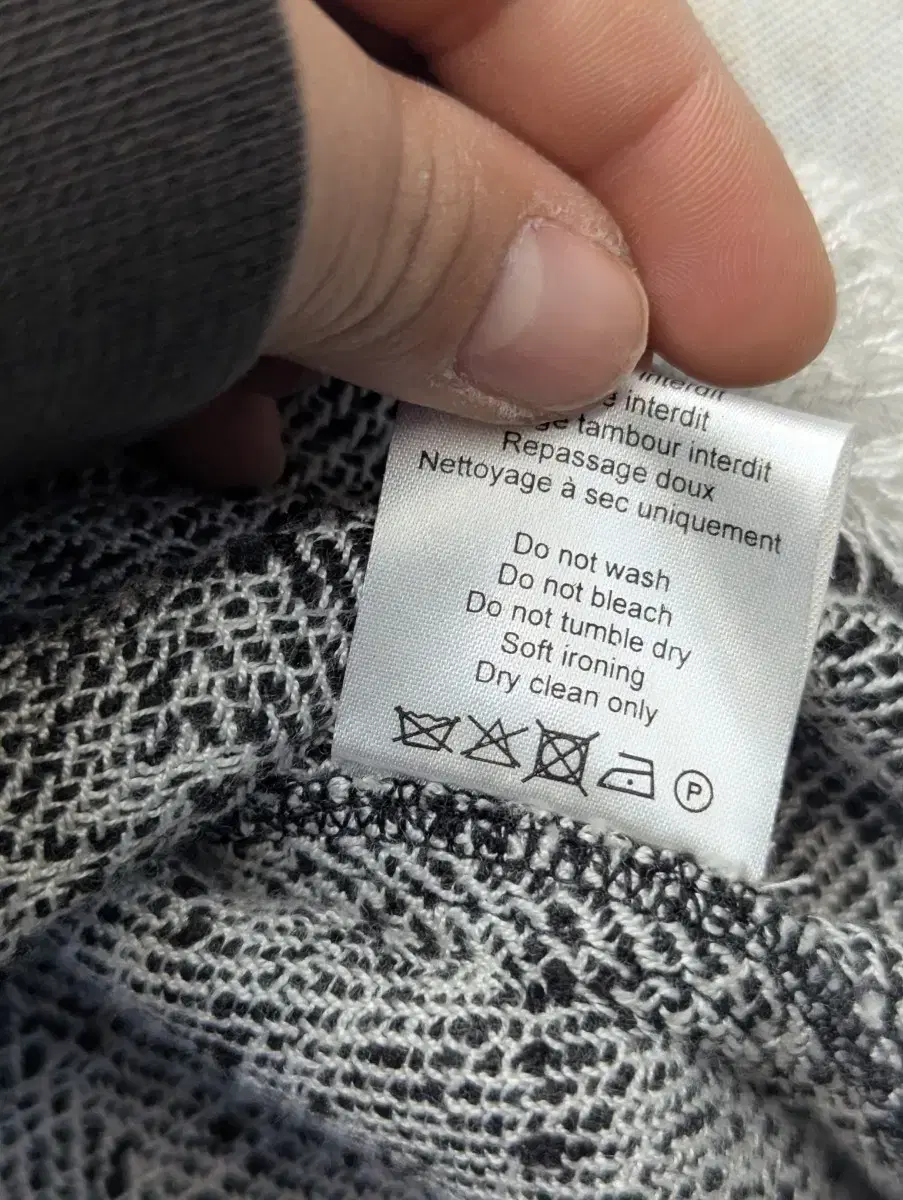 interdit
interdit
tambour interdit
Repassage doux
Nettoyage à sec uniquement
Do not wash
Do not bleach
Do not tumble dry
Soft ironing
Dry clean only
P